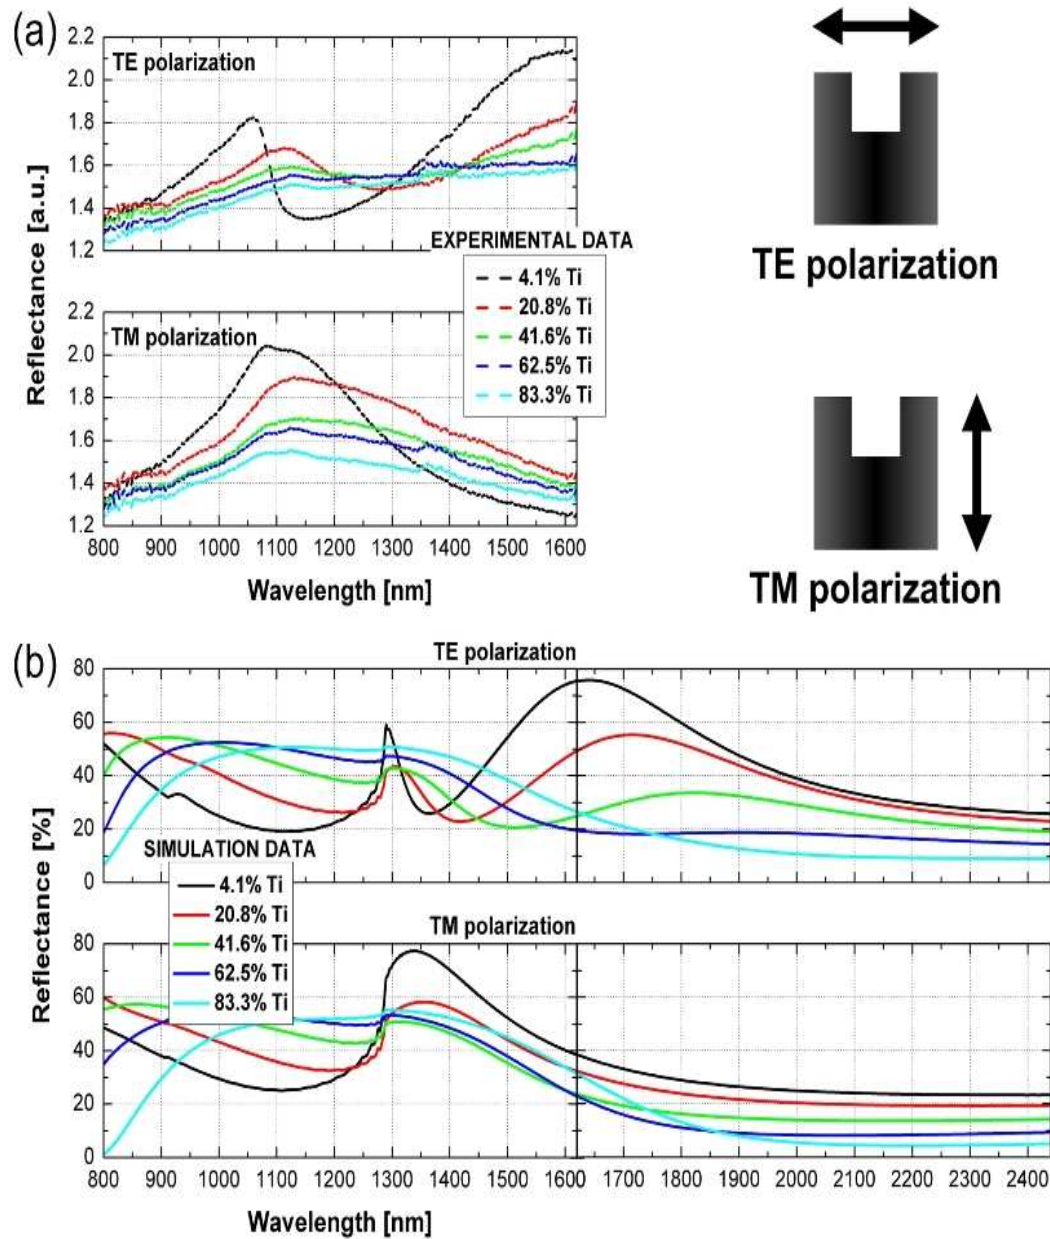 (a)
2.2
2.0
1.8
1.6
1.4
1.2
TE polarization
Reflectance [a.u.]
EXPERIMENTAL DATA
4.1% Ti
20.8% Ti
41.6% Ti
62.5% Ti
83.3% Ti
2.2
2.0
1.8
1.6
1.4
1.2
TM polarization
800 900 1000 1100 1200 1300 1400 1500 1600
Wavelength [nm]
TE polarization
TM polarization
(b)
TE polarization
80
60
40
20
0
Reflectance [%]
SIMULATION DATA
4.1% Ti
20.8% Ti
41.6% Ti
62.5% Ti
83.3% Ti
TM polarization
80
60
40
20
0
800 900 1000 1100 1200 1300 1400 1500 1600 1700 1800 1900 2000 2100 2200 2300 2400
Wavelength [nm]